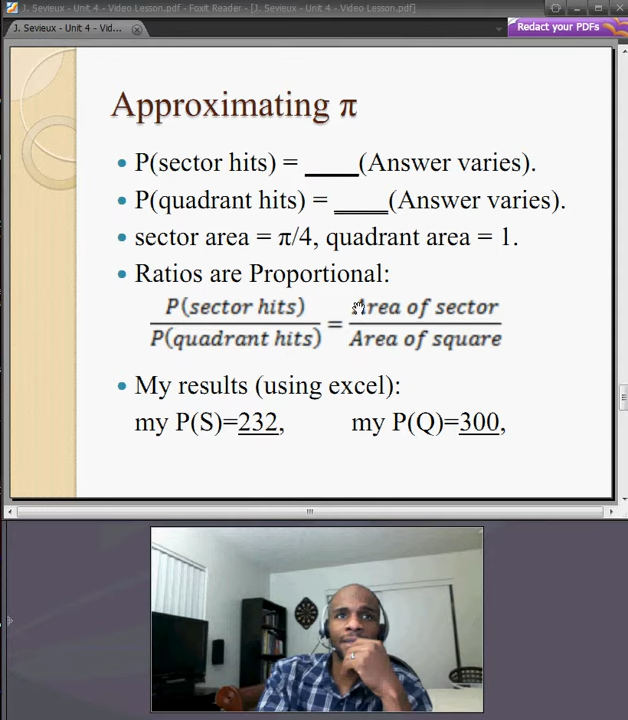 J. Sevieux - Unit 4 - Video Lesson.pdf - Foxit Reader - [J. Sevieux - Unit 4 - Video Lesson.pdf]
J. Sevieux - Unit 4 - Vid...
Redact your PDFs
Approximating π
• P(sector hits) = ____(Answer varies).
• P(quadrant hits) = ____(Answer varies).
• sector area = π/4, quadrant area = 1.
• Ratios are Proportional:
P(sector hits) / P(quadrant hits) = Area of sector / Area of square
• My results (using excel):
my P(S)=232, my P(Q)=300,